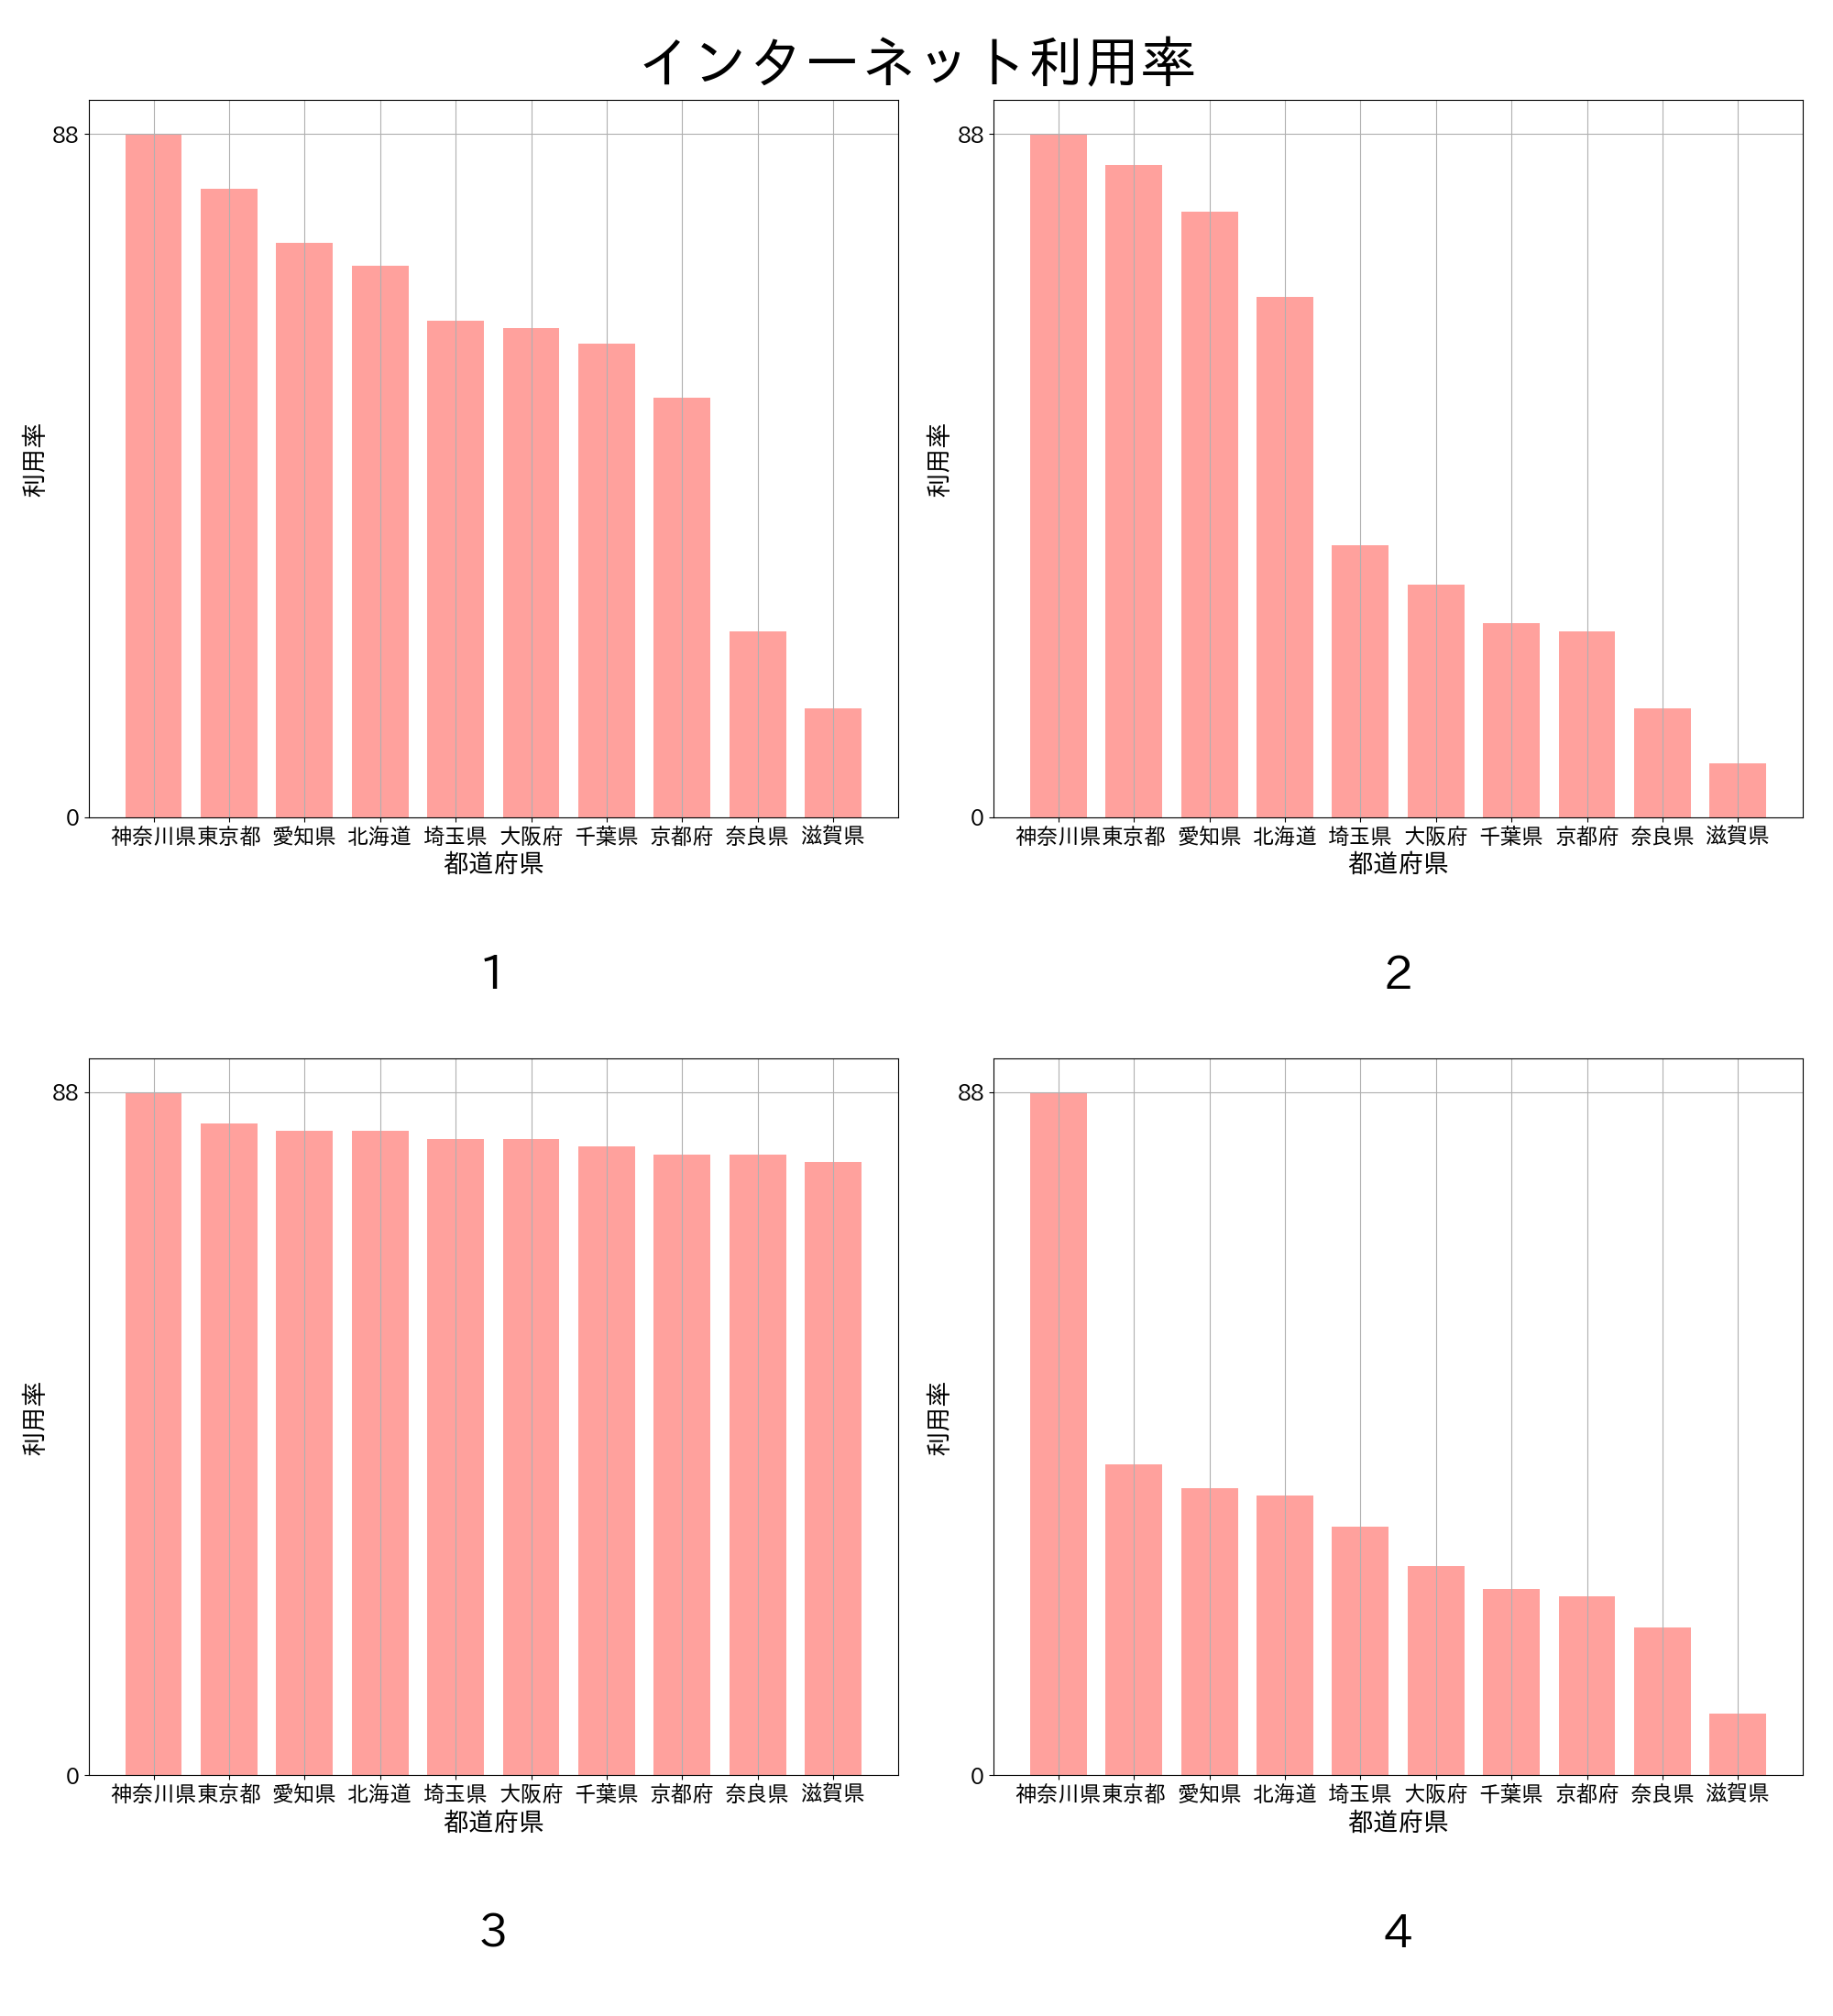 インターネット利用率
88
0
利用率
神奈川県 東京都 愛知県 北海道 埼玉県 大阪府 千葉県 京都府 奈良県 滋賀県
都道府県
1
88
0
利用率
神奈川県 東京都 愛知県 北海道 埼玉県 大阪府 千葉県 京都府 奈良県 滋賀県
都道府県
2
88
0
利用率
神奈川県 東京都 愛知県 北海道 埼玉県 大阪府 千葉県 京都府 奈良県 滋賀県
都道府県
3
88
0
利用率
神奈川県 東京都 愛知県 北海道 埼玉県 大阪府 千葉県 京都府 奈良県 滋賀県
都道府県
4